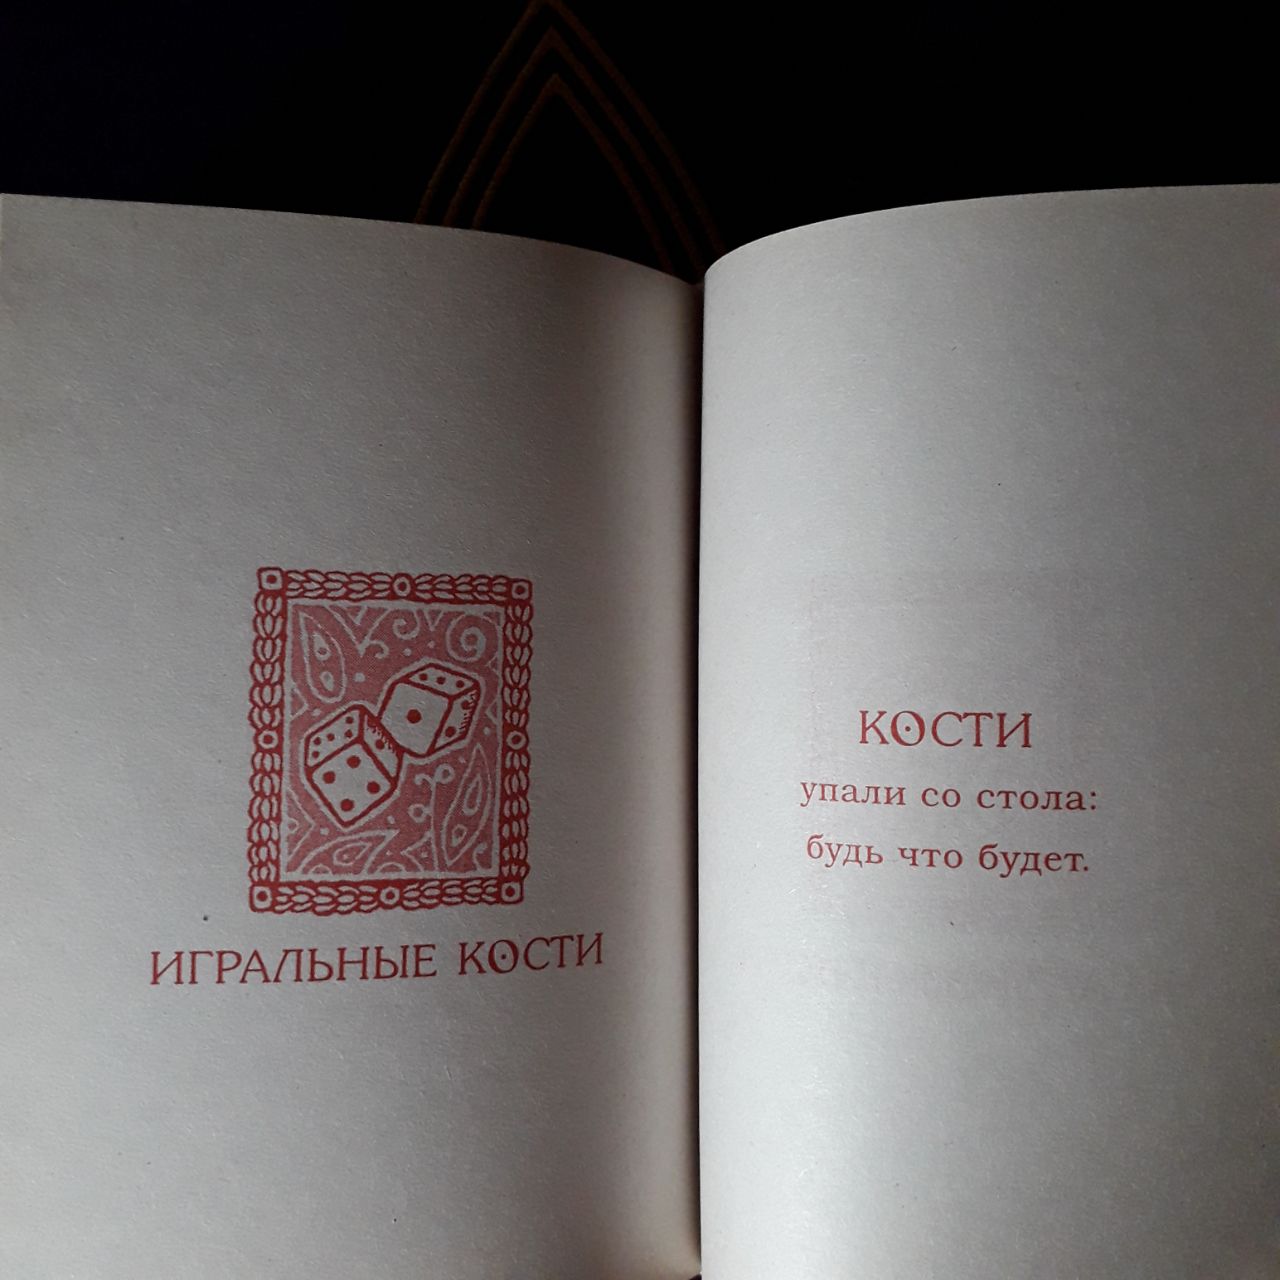 ИГРАЛЬНЫЕ КОСТИ
КОСТИ
упали со стола:
будь что будет.